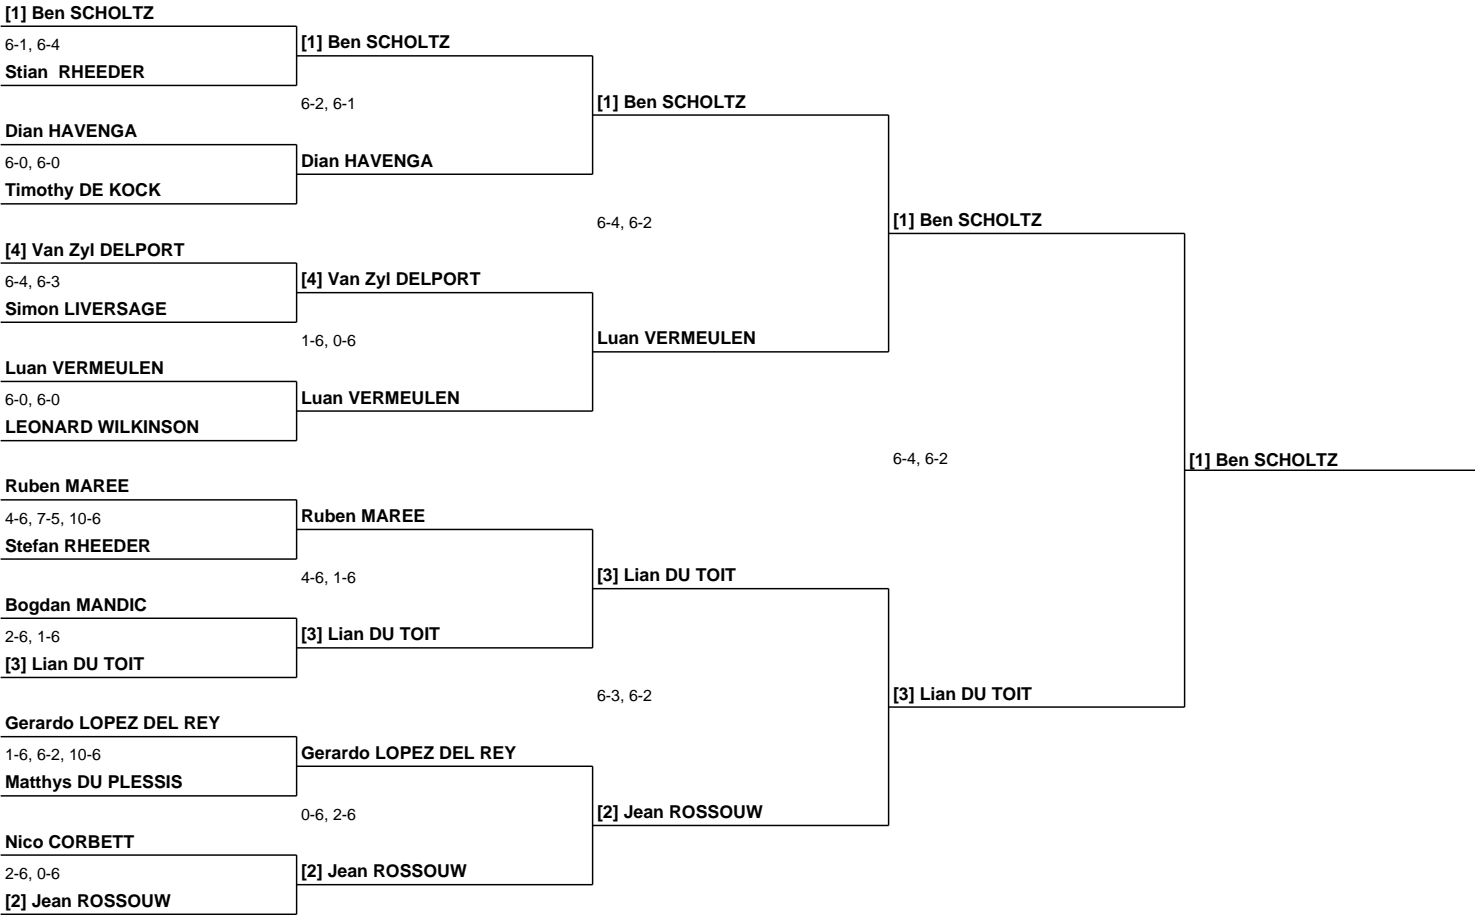 [1] Ben SCHOLTZ
6-1, 6-4
Stian  RHEEDER
Dian HAVENGA
6-0, 6-0
Timothy DE KOCK
[4] Van Zyl DELPORT
6-4, 6-3
Simon LIVERSAGE
Luan VERMEULEN
6-0, 6-0
LEONARD WILKINSON
Ruben MAREE
4-6, 7-5, 10-6
Stefan RHEEDER
Bogdan MANDIC
2-6, 1-6
[3] Lian DU TOIT
Gerardo LOPEZ DEL REY
1-6, 6-2, 10-6
Matthys DU PLESSIS
Nico CORBETT
2-6, 0-6
[2] Jean ROSSOUW
[1] Ben SCHOLTZ
6-2, 6-1
Dian HAVENGA
[4] Van Zyl DELPORT
1-6, 0-6
Luan VERMEULEN
Ruben MAREE
4-6, 1-6
[3] Lian DU TOIT
Gerardo LOPEZ DEL REY
0-6, 2-6
[2] Jean ROSSOUW
[1] Ben SCHOLTZ
6-4, 6-2
Luan VERMEULEN
[3] Lian DU TOIT
6-3, 6-2
[2] Jean ROSSOUW
[1] Ben SCHOLTZ
6-4, 6-2
[3] Lian DU TOIT
[1] Ben SCHOLTZ